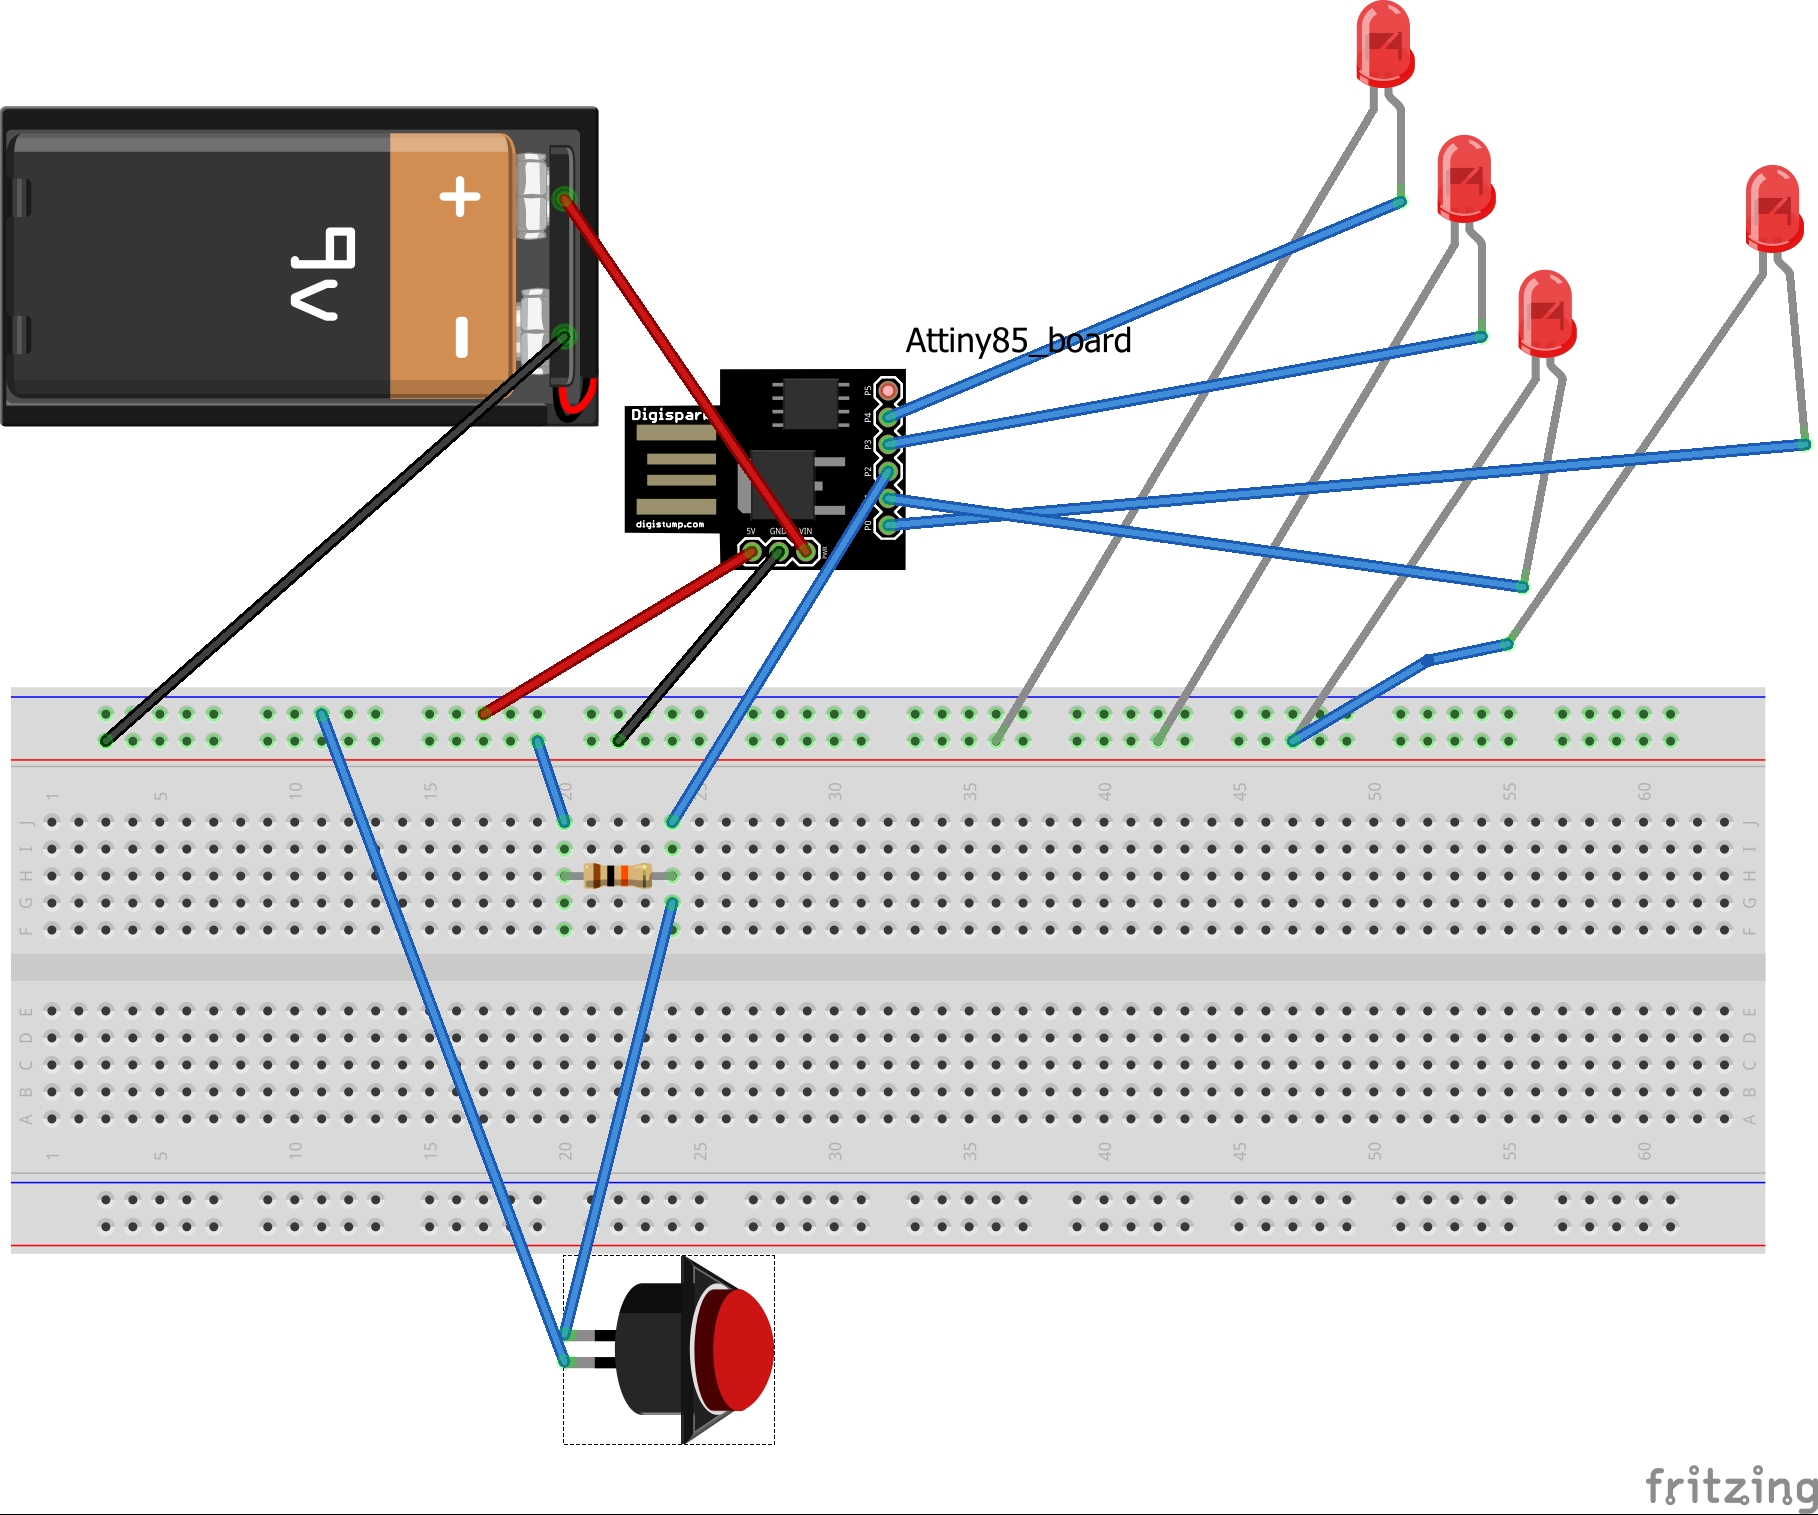 +
9V
−
Attiny85_board
Digispark
digistump.com
P5
P4
P3
P2
P0
5V GND VIN
PWR
1 5 10 15 20 25 30 35 40 45 50 55 60
J J
I I
H H
G G
F F
E E
D D
C C
B B
A A
1 5 10 15 20 25 30 35 40 45 50 55 60
fritzing